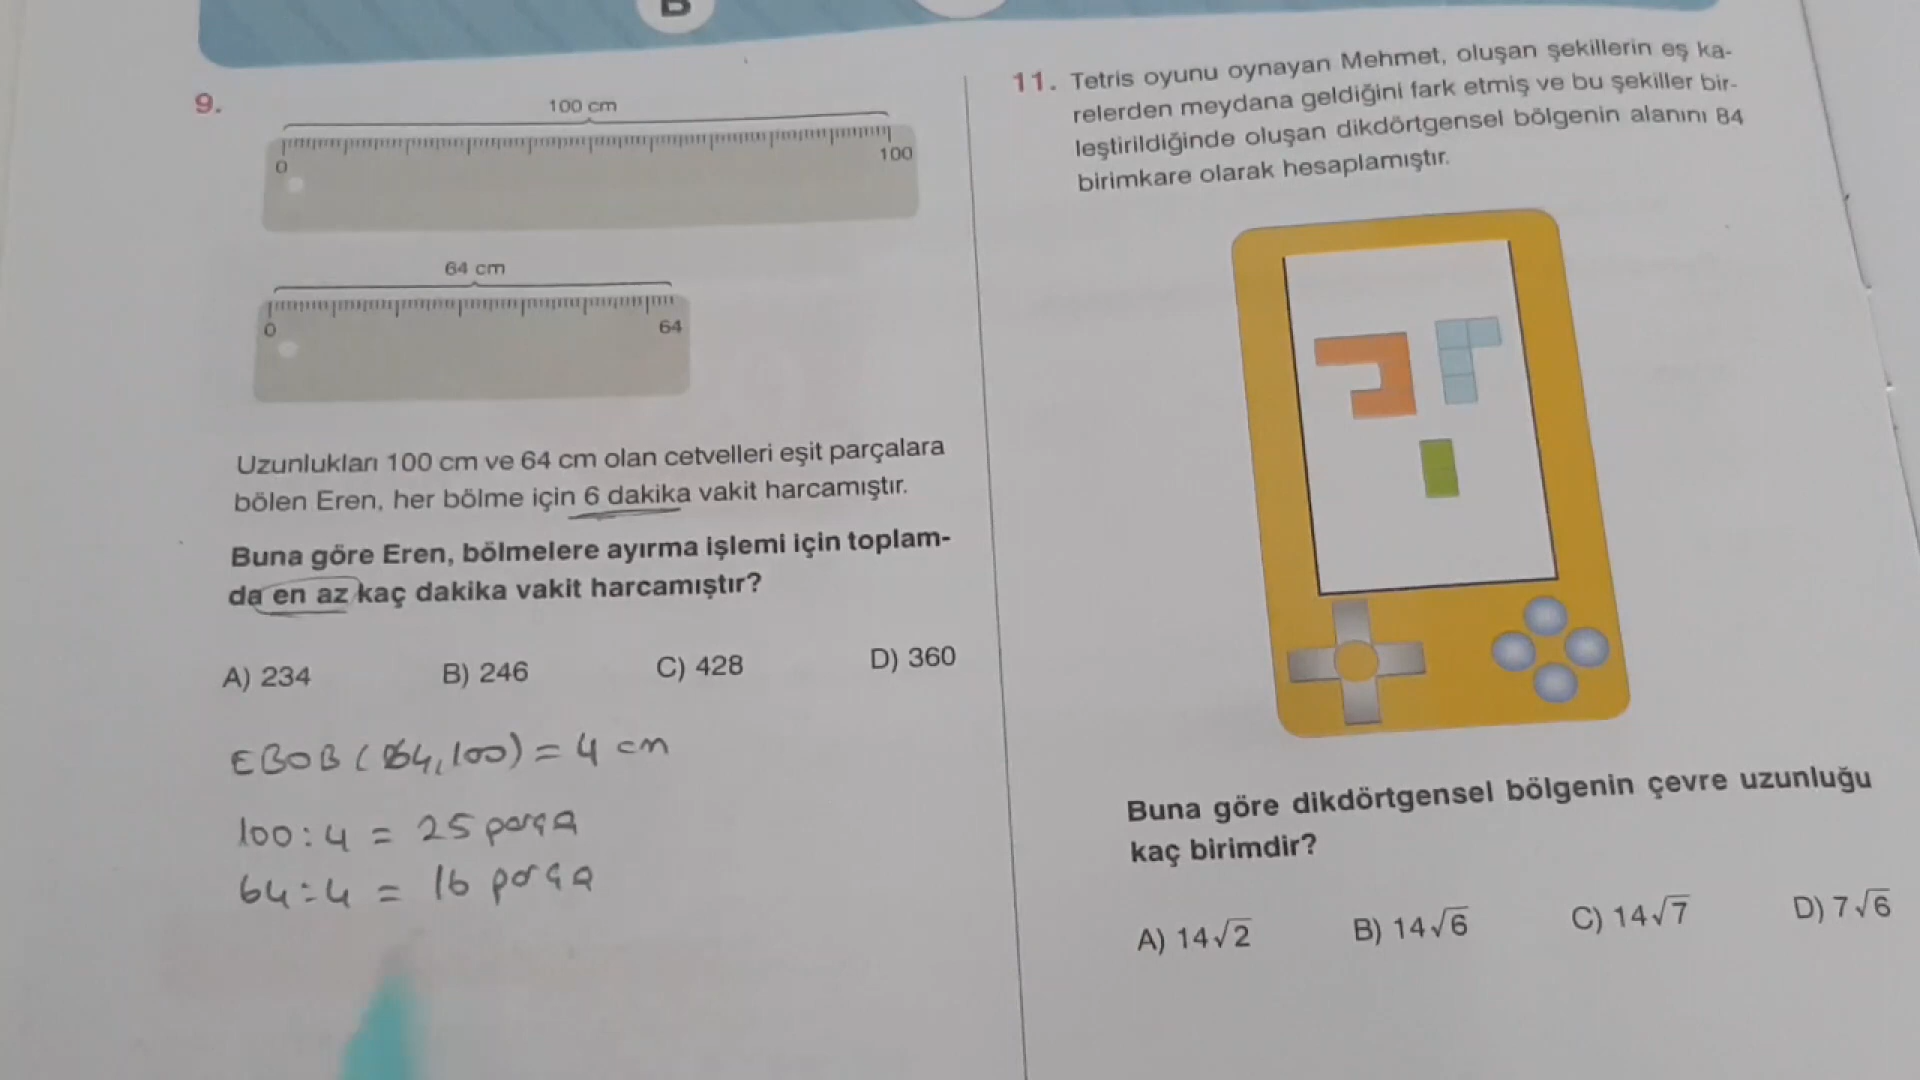 B
9.
100 cm
0
100
64 cm
0
64
Uzunlukları 100 cm ve 64 cm olan cetvelleri eşit parçalara
bölen Eren, her bölme için 6 dakika vakit harcamıştır.
Buna göre Eren, bölmelere ayırma işlemi için toplam-
da en az kaç dakika vakit harcamıştır?
A) 234 B) 246 C) 428 D) 360
EBOB (64,100) = 4 cm
100:4 = 25 parça
64:4 = 16 parça
11. Tetris oyunu oynayan Mehmet, oluşan şekillerin eş ka-
relerden meydana geldiğini fark etmiş ve bu şekiller bir-
leştirildiğinde oluşan dikdörtgensel bölgenin alanını 84
birimkare olarak hesaplamıştır.
Buna göre dikdörtgensel bölgenin çevre uzunluğu
kaç birimdir?
A) 14√2 B) 14√6 C) 14√7 D) 7√6